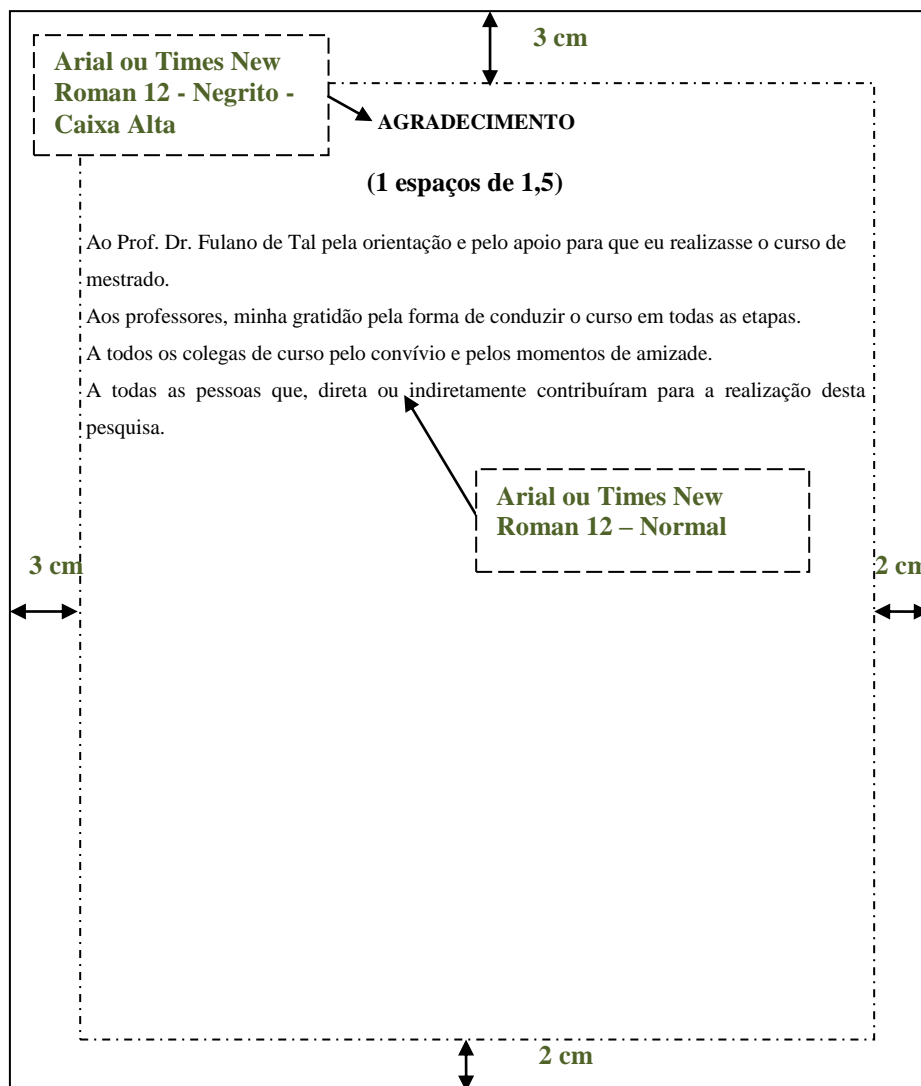 3 cm
Arial ou Times New
Roman 12 - Negrito -
Caixa Alta
AGRADECIMENTO
(1 espaços de 1,5)
Ao Prof. Dr. Fulano de Tal pela orientação e pelo apoio para que eu realizasse o curso de
mestrado.
Aos professores, minha gratidão pela forma de conduzir o curso em todas as etapas.
A todos os colegas de curso pelo convívio e pelos momentos de amizade.
A todas as pessoas que, direta ou indiretamente contribuíram para a realização desta
pesquisa.
Arial ou Times New
Roman 12 – Normal
3 cm
2 cm
2 cm